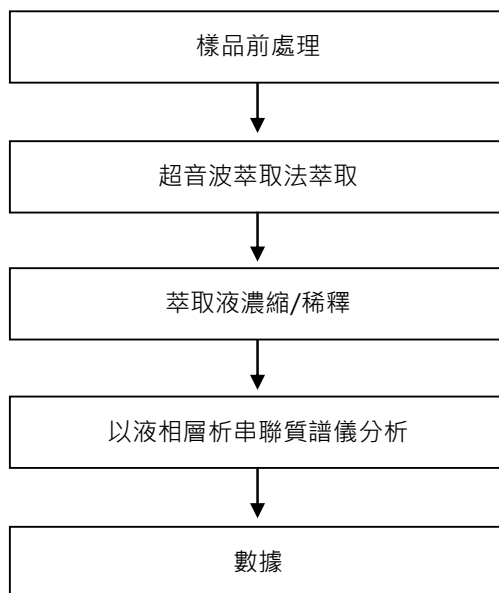 樣品前處理
超音波萃取法萃取
萃取液濃縮/稀釋
以液相層析串聯質譜儀分析
數據